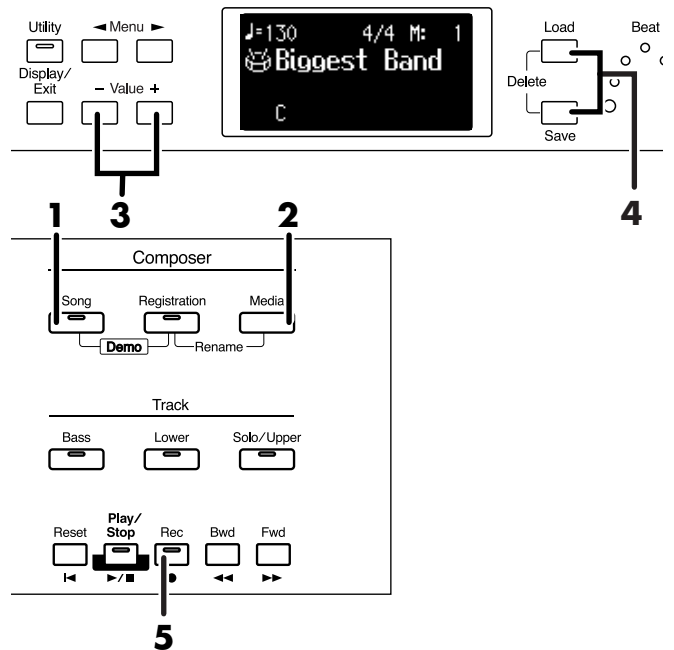 Utility ◄ Menu ► Load Beat
♩=130 4/4 M: 1
Biggest Band
Display/
Exit
− Value +
Delete
C
Save
3 4
1 2
Composer
Song Registration Media
Demo Rename
Track
Bass Lower Solo/Upper
Play/
Reset Stop Rec Bwd Fwd
5